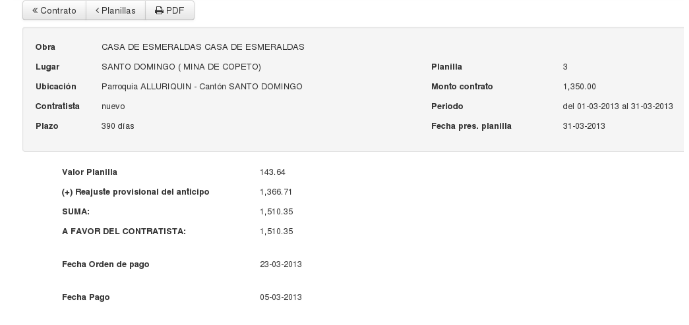 « Contrato ‹ Planillas PDF
Obra CASA DE ESMERALDAS CASA DE ESMERALDAS
Lugar SANTO DOMINGO ( MINA DE COPETO) Planilla 3
Ubicación Parroquia ALLURIQUIN - Cantón SANTO DOMINGO Monto contrato 1,350.00
Contratista nuevo Periodo del 01-03-2013 al 31-03-2013
Plazo 390 días Fecha pres. planilla 31-03-2013
Valor Planilla 143.64
(+) Reajuste provisional del anticipo 1,366.71
SUMA: 1,510.35
A FAVOR DEL CONTRATISTA: 1,510.35
Fecha Orden de pago 23-03-2013
Fecha Pago 05-03-2013